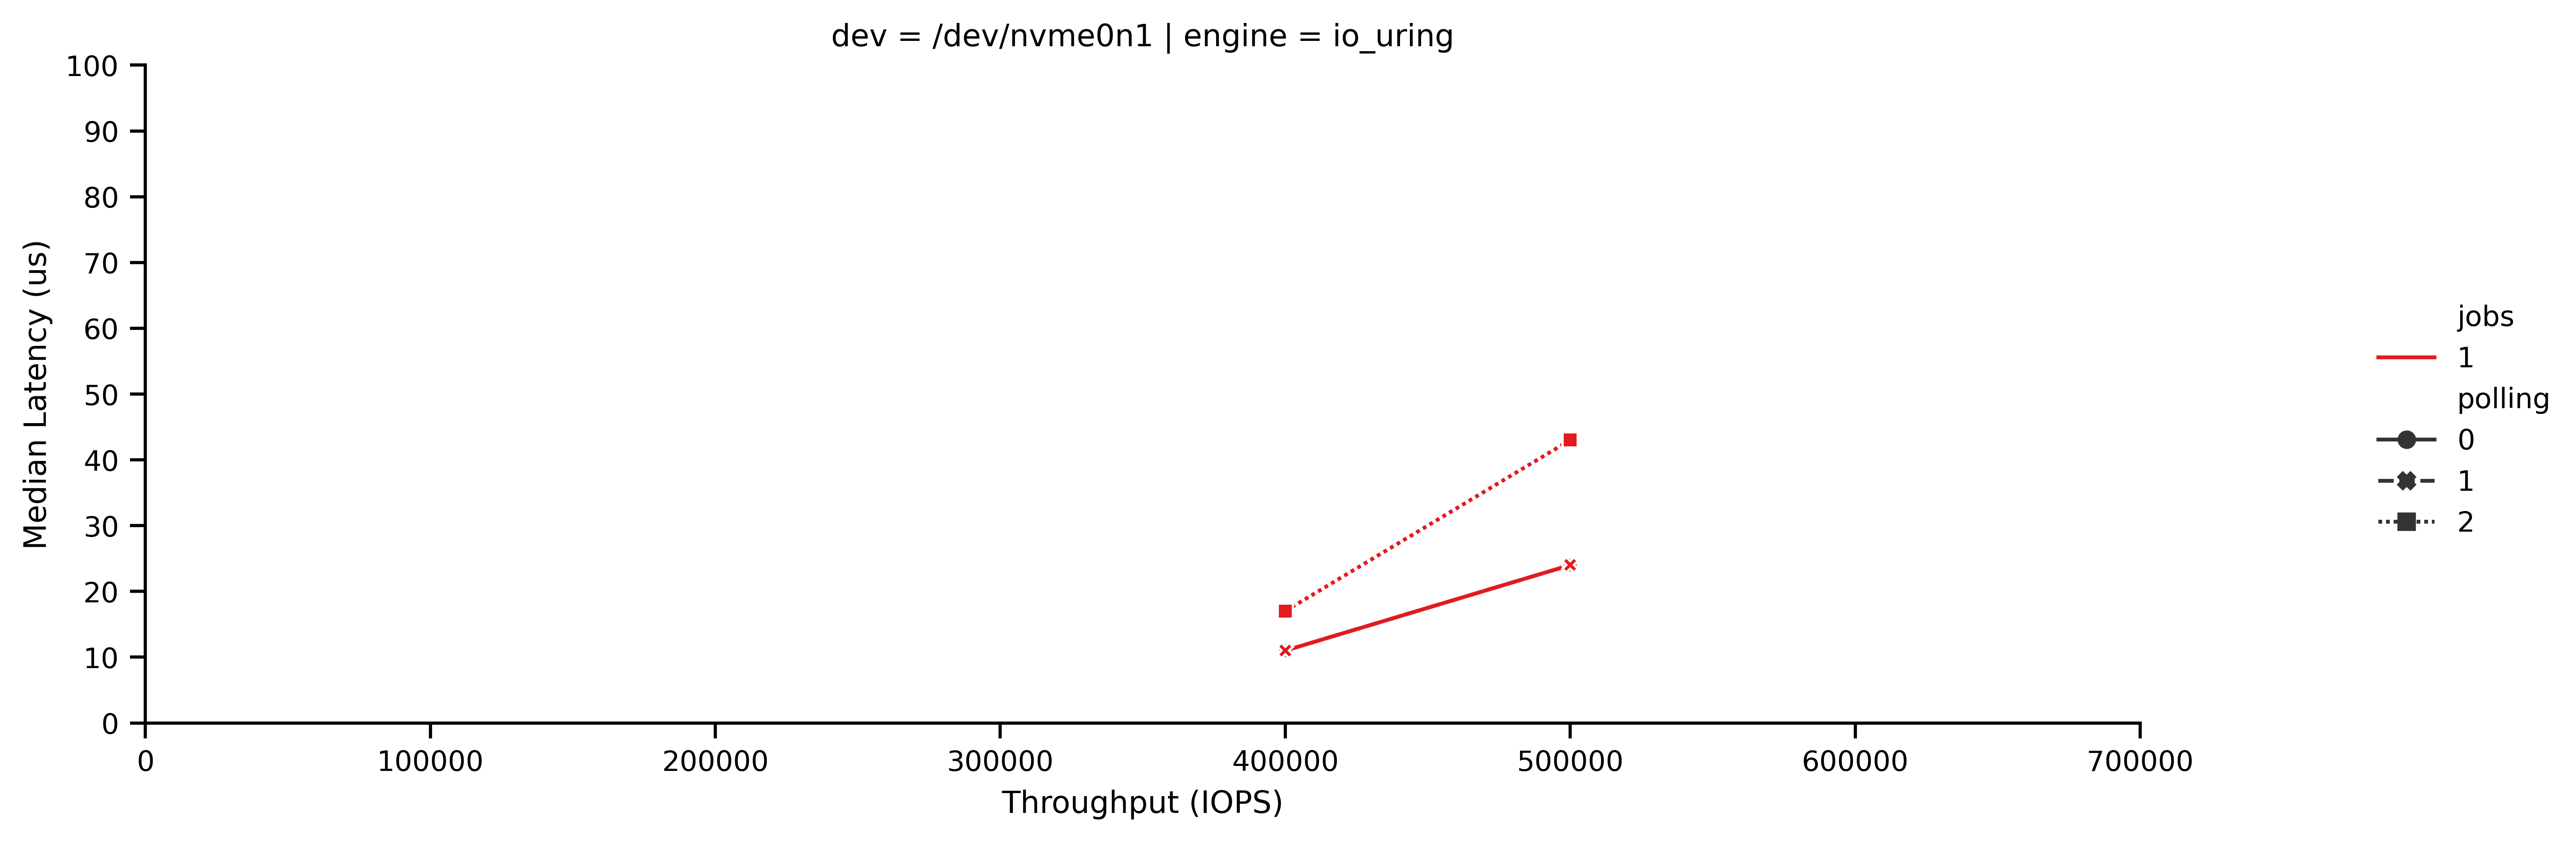 dev = /dev/nvme0n1 | engine = io_uring
100
90
80
70
60
50
40
30
20
10
0
Median Latency (us)
0 100000 200000 300000 400000 500000 600000 700000
Throughput (IOPS)
jobs
1
polling
0
1
2